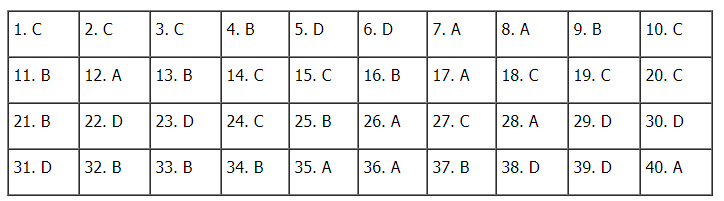 1. C 2. C 3. C 4. B 5. D 6. D 7. A 8. A 9. B 10. C
11. B 12. A 13. B 14. C 15. C 16. B 17. A 18. C 19. C 20. C
21. B 22. D 23. D 24. C 25. B 26. A 27. C 28. A 29. D 30. D
31. D 32. B 33. B 34. B 35. A 36. A 37. B 38. D 39. D 40. A